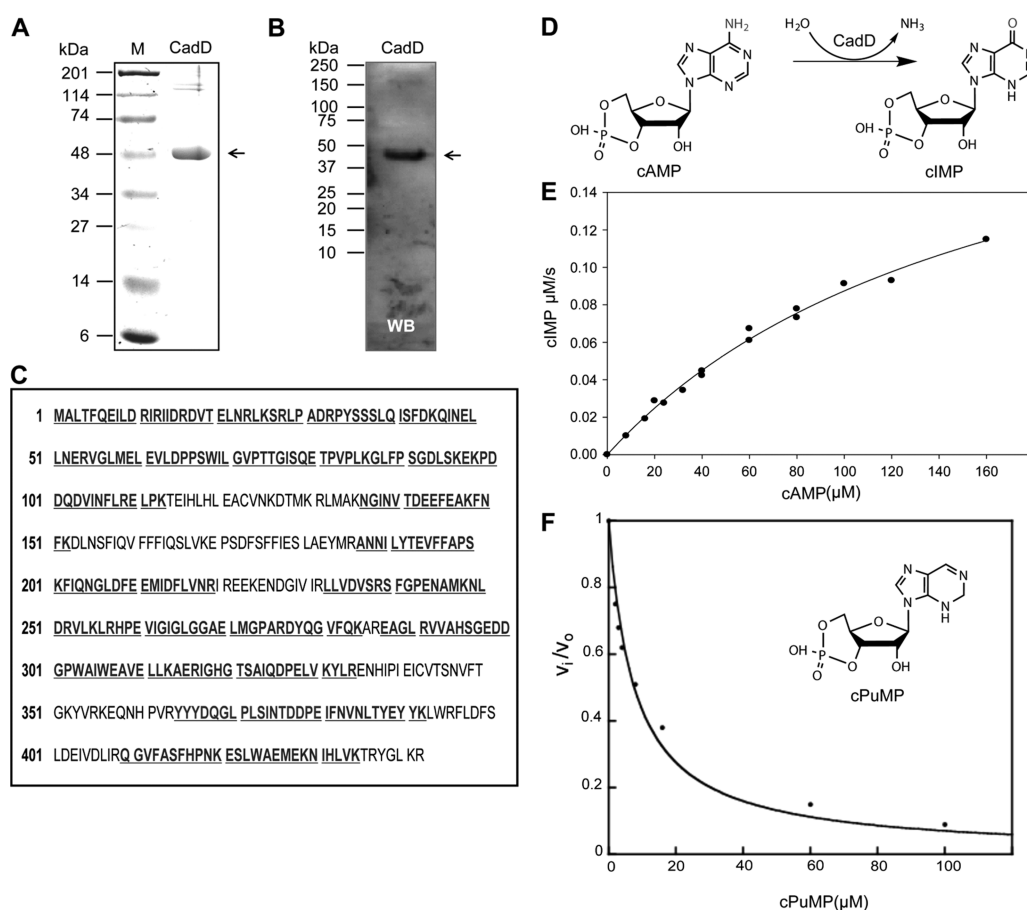 A
kDa M CadD
201
114
74
48
34
27
14
6
B
kDa CadD
250
150
100
75
50
37
25
20
15
10
WB
C
1 MALTFQEILD RIRIIDRDVT ELNRLKSRLP ADRPYSSSLQ ISFDKQINEL
51 LNERVGLMEL EVLDPPSWIL GVPTTGISQE TPVPLKGLFP SGDLSKEKPD
101 DQDVINFLRE LPKTEIHLHL EACVNKDTMK RLMAKNGINV TDEEFEAKFN
151 FKDLNSFIQV FFFIQSLVKE PSDFSFFIES LAEYMRANNI LYTEVFFAPS
201 KFIQNGLDFE EMIDFLVNRI REEKENDGIV IRLLVDVSRS FGPENAMKNL
251 DRVLKLRHPE VIGIGLGGAE LMGPARDYQG VFQKAREAGL RVVAHSGEDD
301 GPWAIWEAVE LLKAERIGHG TSAIQDPELV KYLRENHIPI EICVTSNVFT
351 GKYVRKEQNH PVRYYYDQGL PLSINTDDPE IFNVNLTYEY YKLWRFLDFS
401 LDEIVDLIRQ GVFASFHPNK ESLWAEMEKN IHLVKTRYGL KR
D
NH2
N
N
N
N
O
O
O
P
OH
O
OH
cAMP
H2O NH3
CadD
O
N
N
N
N
H
O
O
O
P
OH
O
OH
cIMP
E
cIMP µM/s
0.14
0.12
0.10
0.08
0.06
0.04
0.02
0.00
0 20 40 60 80 100 120 140 160
cAMP(µM)
F
vi/vo
1
0.8
0.6
0.4
0.2
0
0 20 40 60 80 100
cPuMP(µM)
N
N
N
N
H
O
O
O
P
OH
O
OH
cPuMP